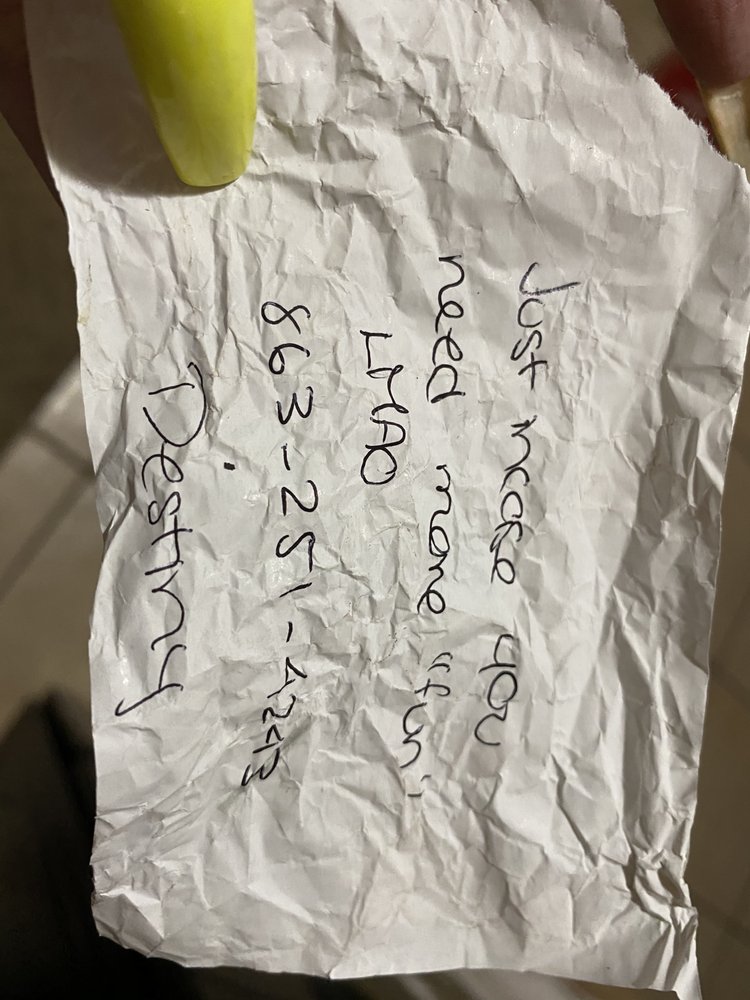 Just incase you
need more "fun"
LMAO
863-251-4243
Destiny